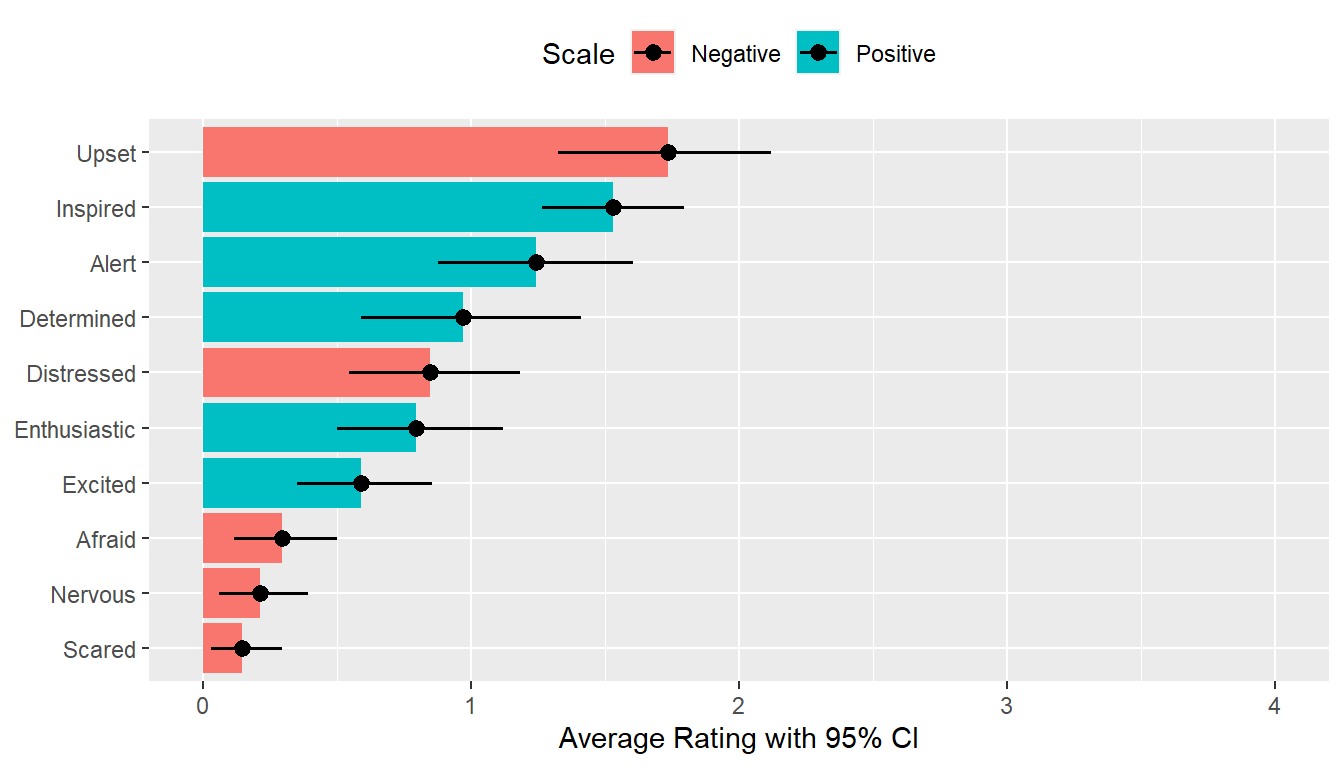 Scale Negative Positive
Upset
Inspired
Alert
Determined
Distressed
Enthusiastic
Excited
Afraid
Nervous
Scared
0 1 2 3 4
Average Rating with 95% CI